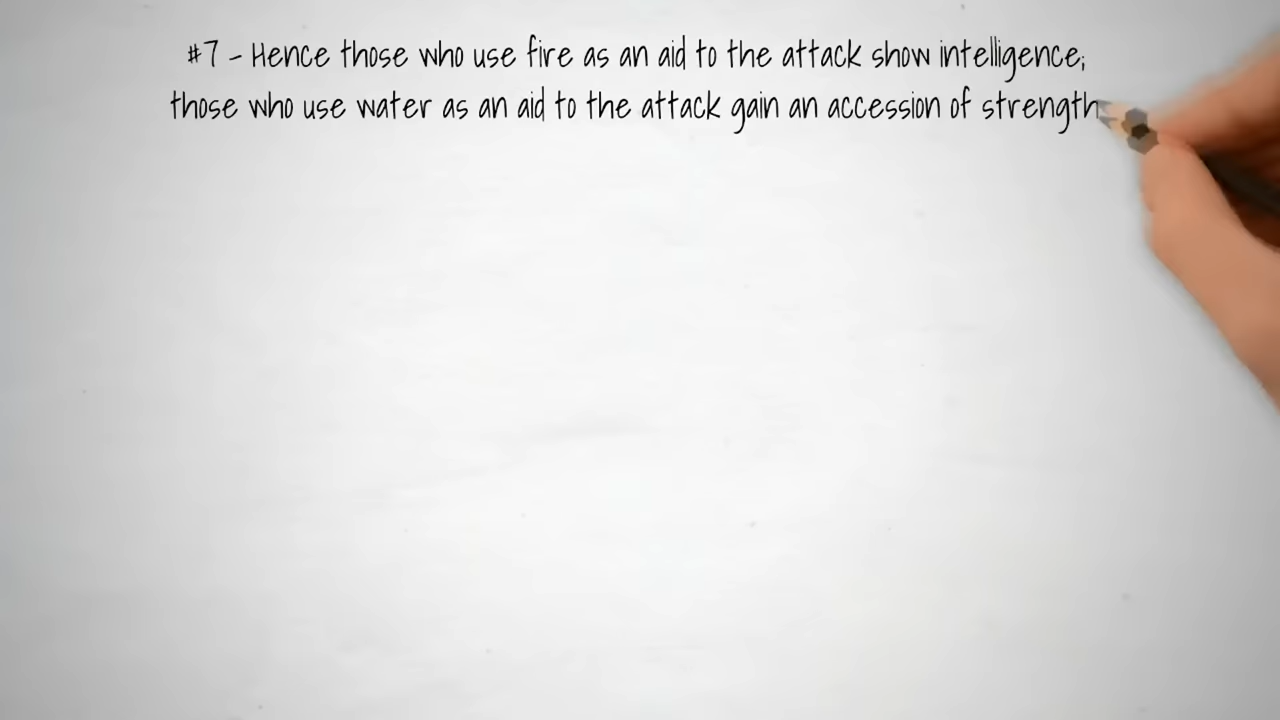 #7 - Hence those who use fire as an aid to the attack show intelligence;
those who use water as an aid to the attack gain an accession of strength